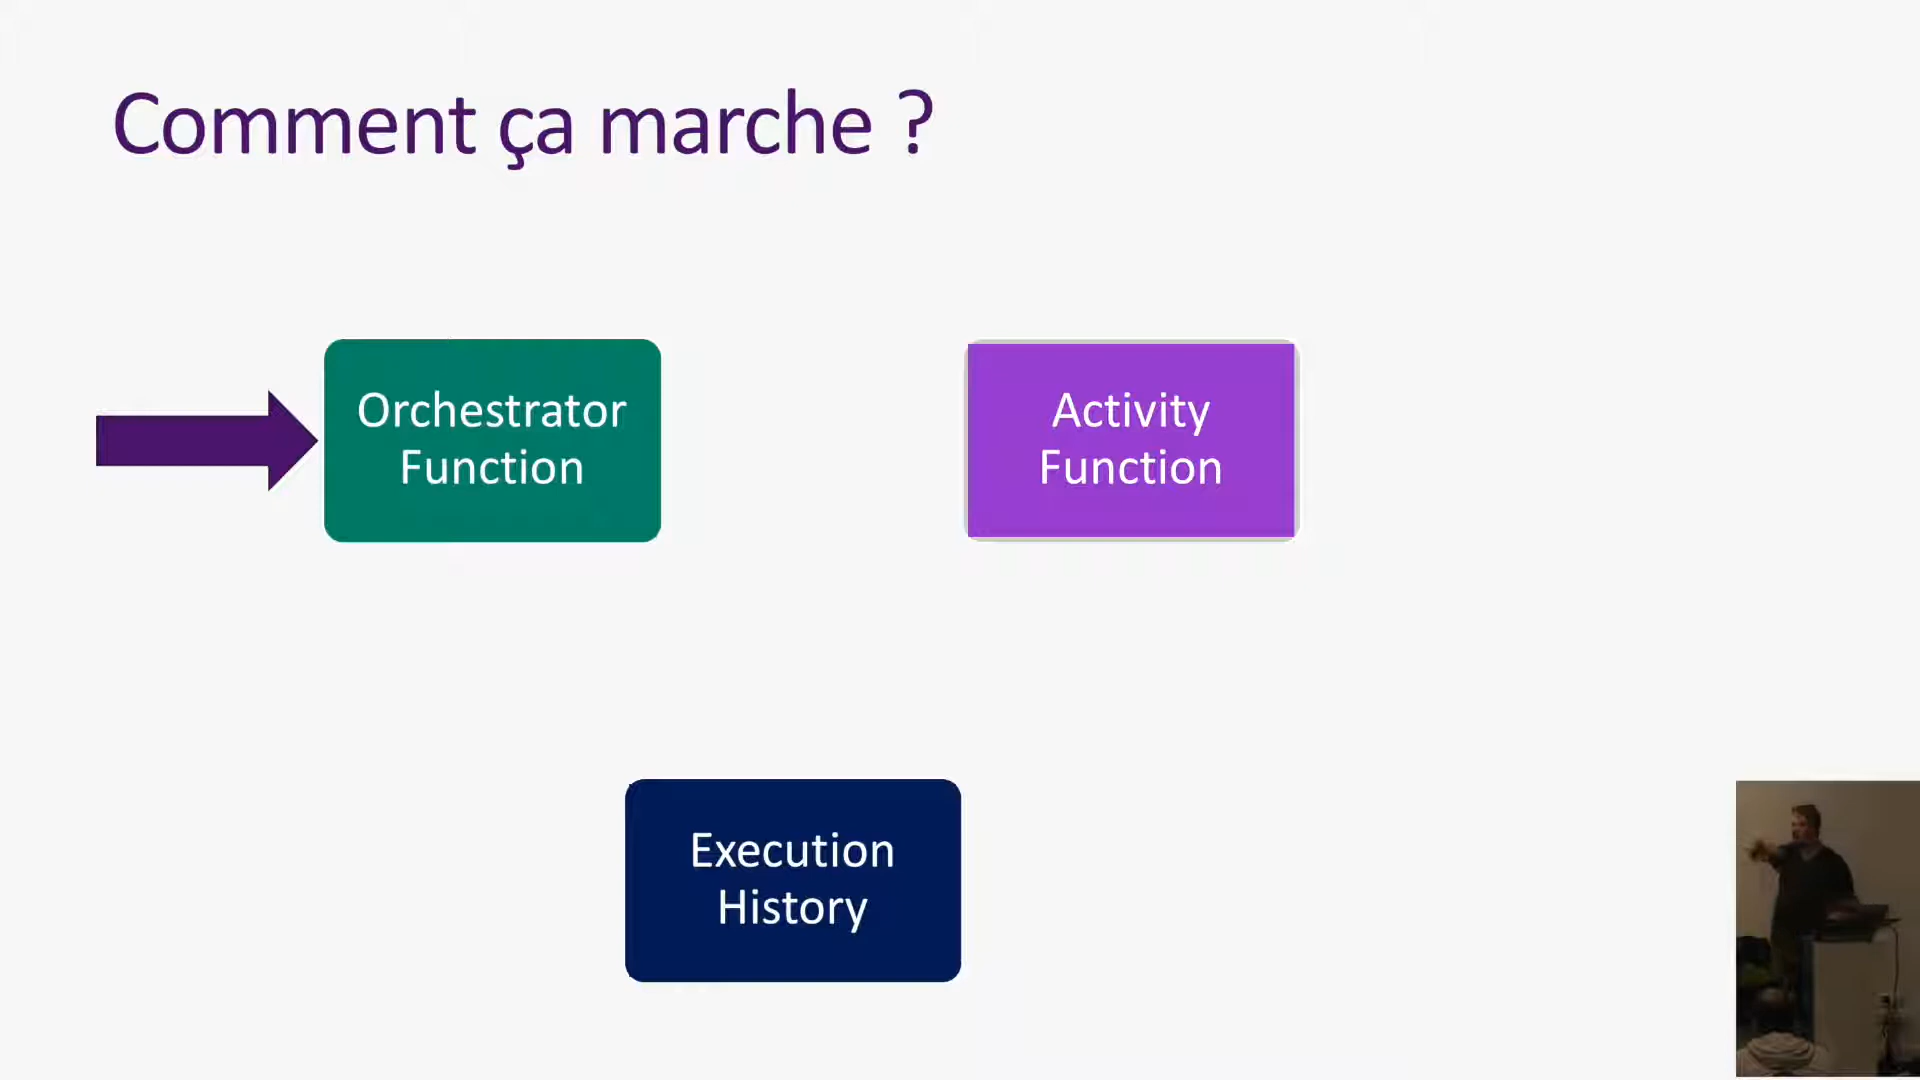 Comment ça marche ?
Orchestrator
Function
Activity
Function
Execution
History